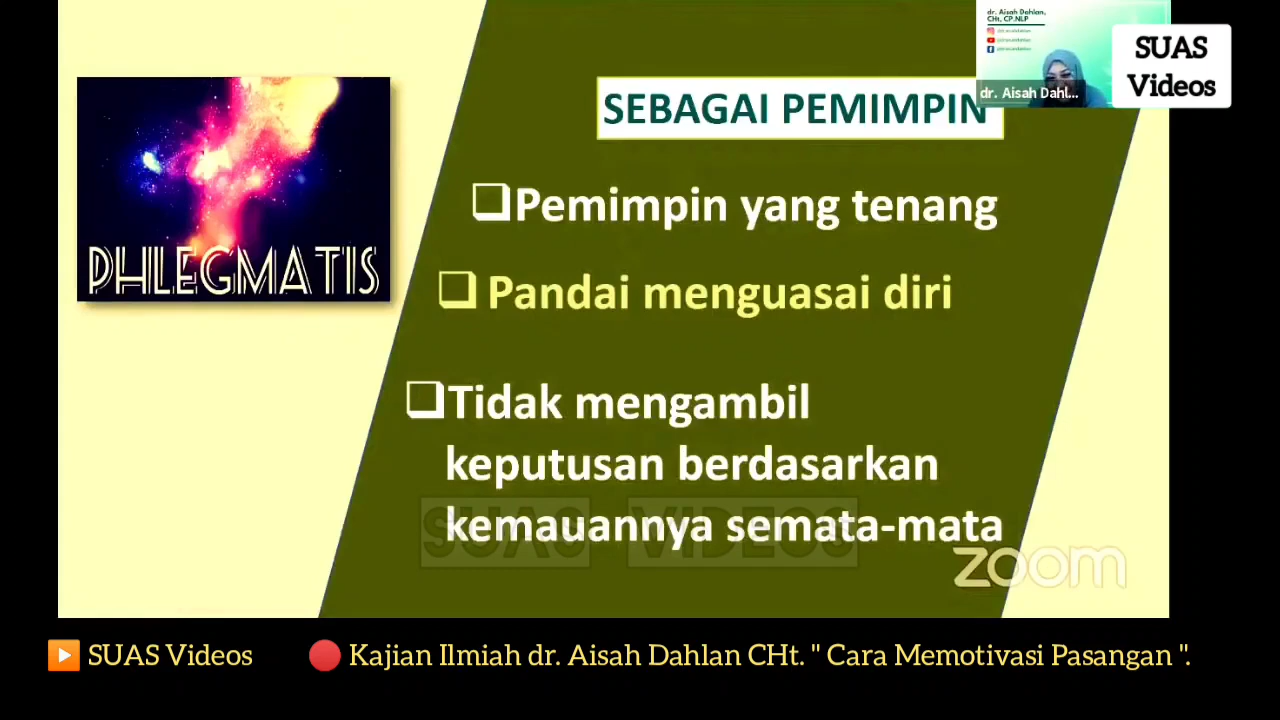 dr. Aisah Dahlan,
CHt, CP.NLP
SUAS
Videos
dr. Aisah Dahl...
SEBAGAI PEMIMPIN
PHLEGMATIS
❑Pemimpin yang tenang
❑ Pandai menguasai diri
❑Tidak mengambil
keputusan berdasarkan
kemauannya semata-mata
SUAS VIDEOS
zoom
SUAS Videos
Kajian Ilmiah dr. Aisah Dahlan CHt. " Cara Memotivasi Pasangan ".